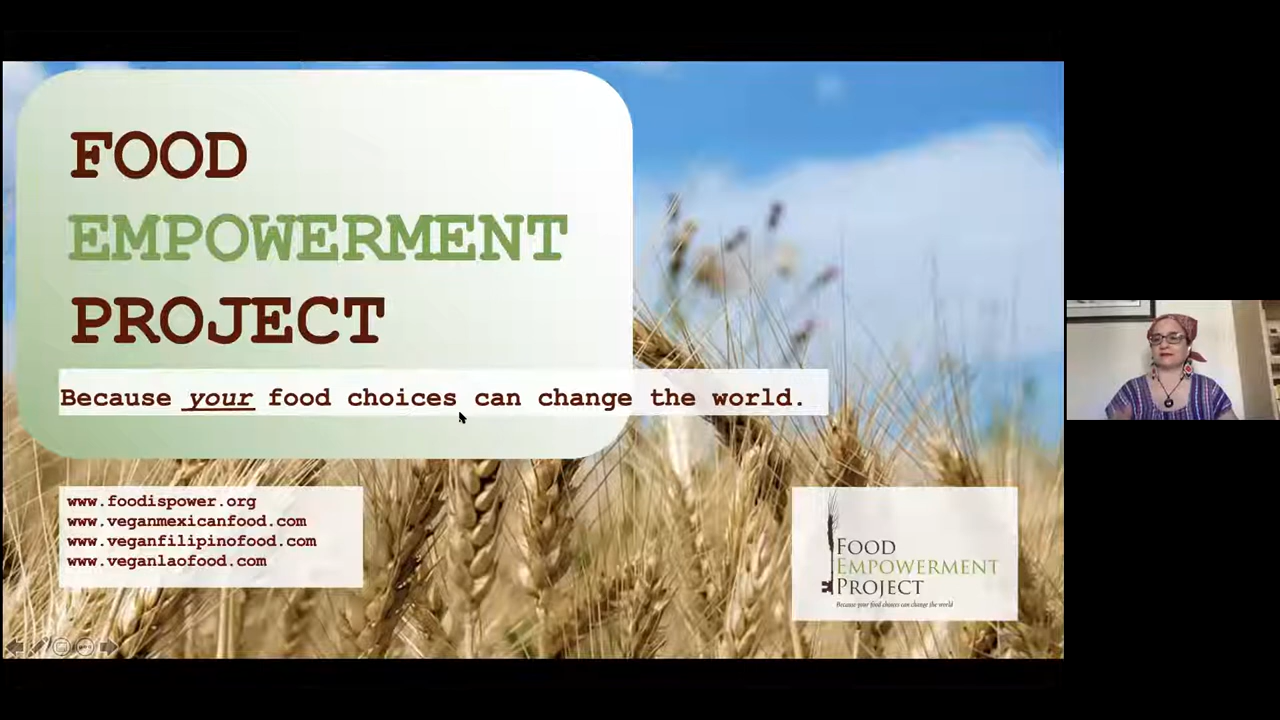 FOOD
EMPOWERMENT
PROJECT
Because your food choices can change the world.
www.foodispower.org
www.veganmexicanfood.com
www.veganfilipinofood.com
www.veganlaofood.com
FOOD
EMPOWERMENT
PROJECT
Because your food choices can change the world